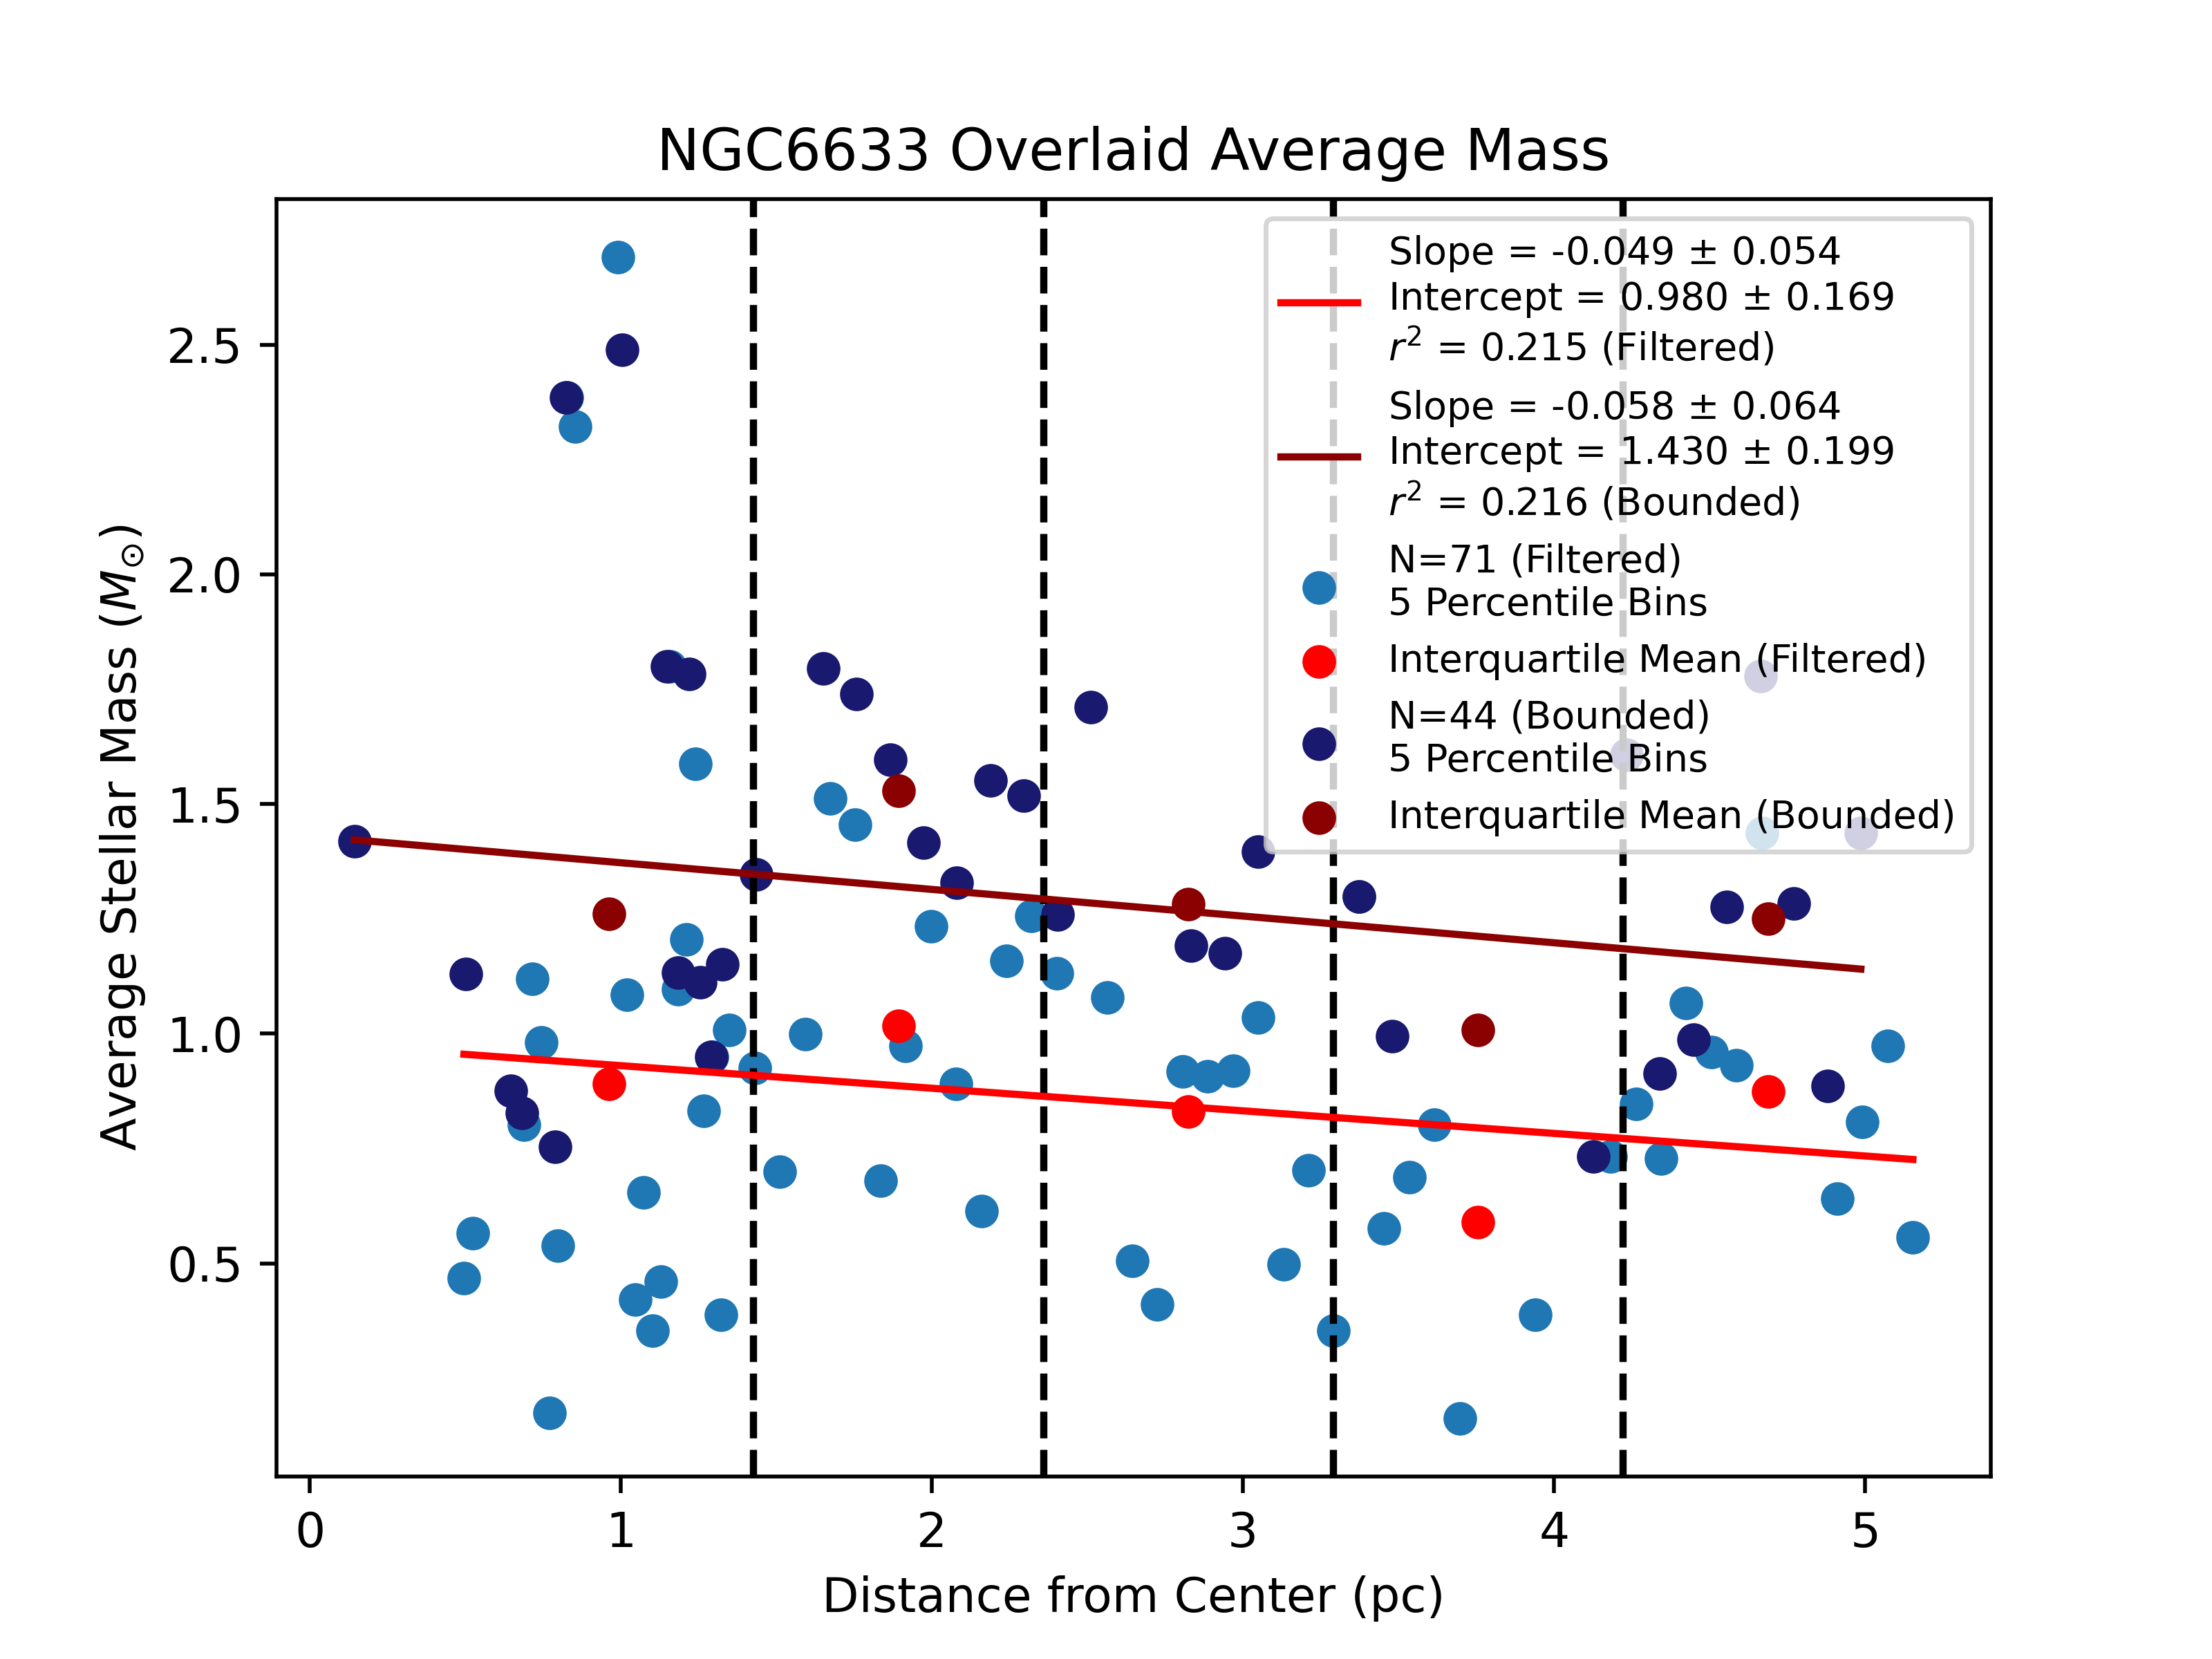 NGC6633 Overlaid Average Mass
Slope = -0.049 ± 0.054
Intercept = 0.980 ± 0.169
r² = 0.215 (Filtered)
Slope = -0.058 ± 0.064
Intercept = 1.430 ± 0.199
r² = 0.216 (Bounded)
N=71 (Filtered)
5 Percentile Bins
Interquartile Mean (Filtered)
N=44 (Bounded)
5 Percentile Bins
Interquartile Mean (Bounded)
Average Stellar Mass (M⊙)
2.5
2.0
1.5
1.0
0.5
0 1 2 3 4 5
Distance from Center (pc)